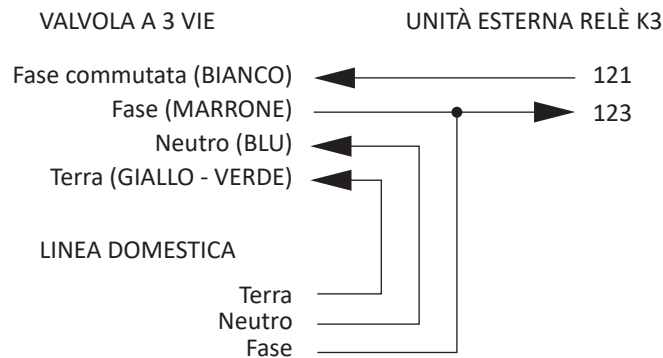 VALVOLA A 3 VIE UNITÀ ESTERNA RELÈ K3
Fase commutata (BIANCO) 121
Fase (MARRONE) 123
Neutro (BLU)
Terra (GIALLO - VERDE)
LINEA DOMESTICA
Terra
Neutro
Fase